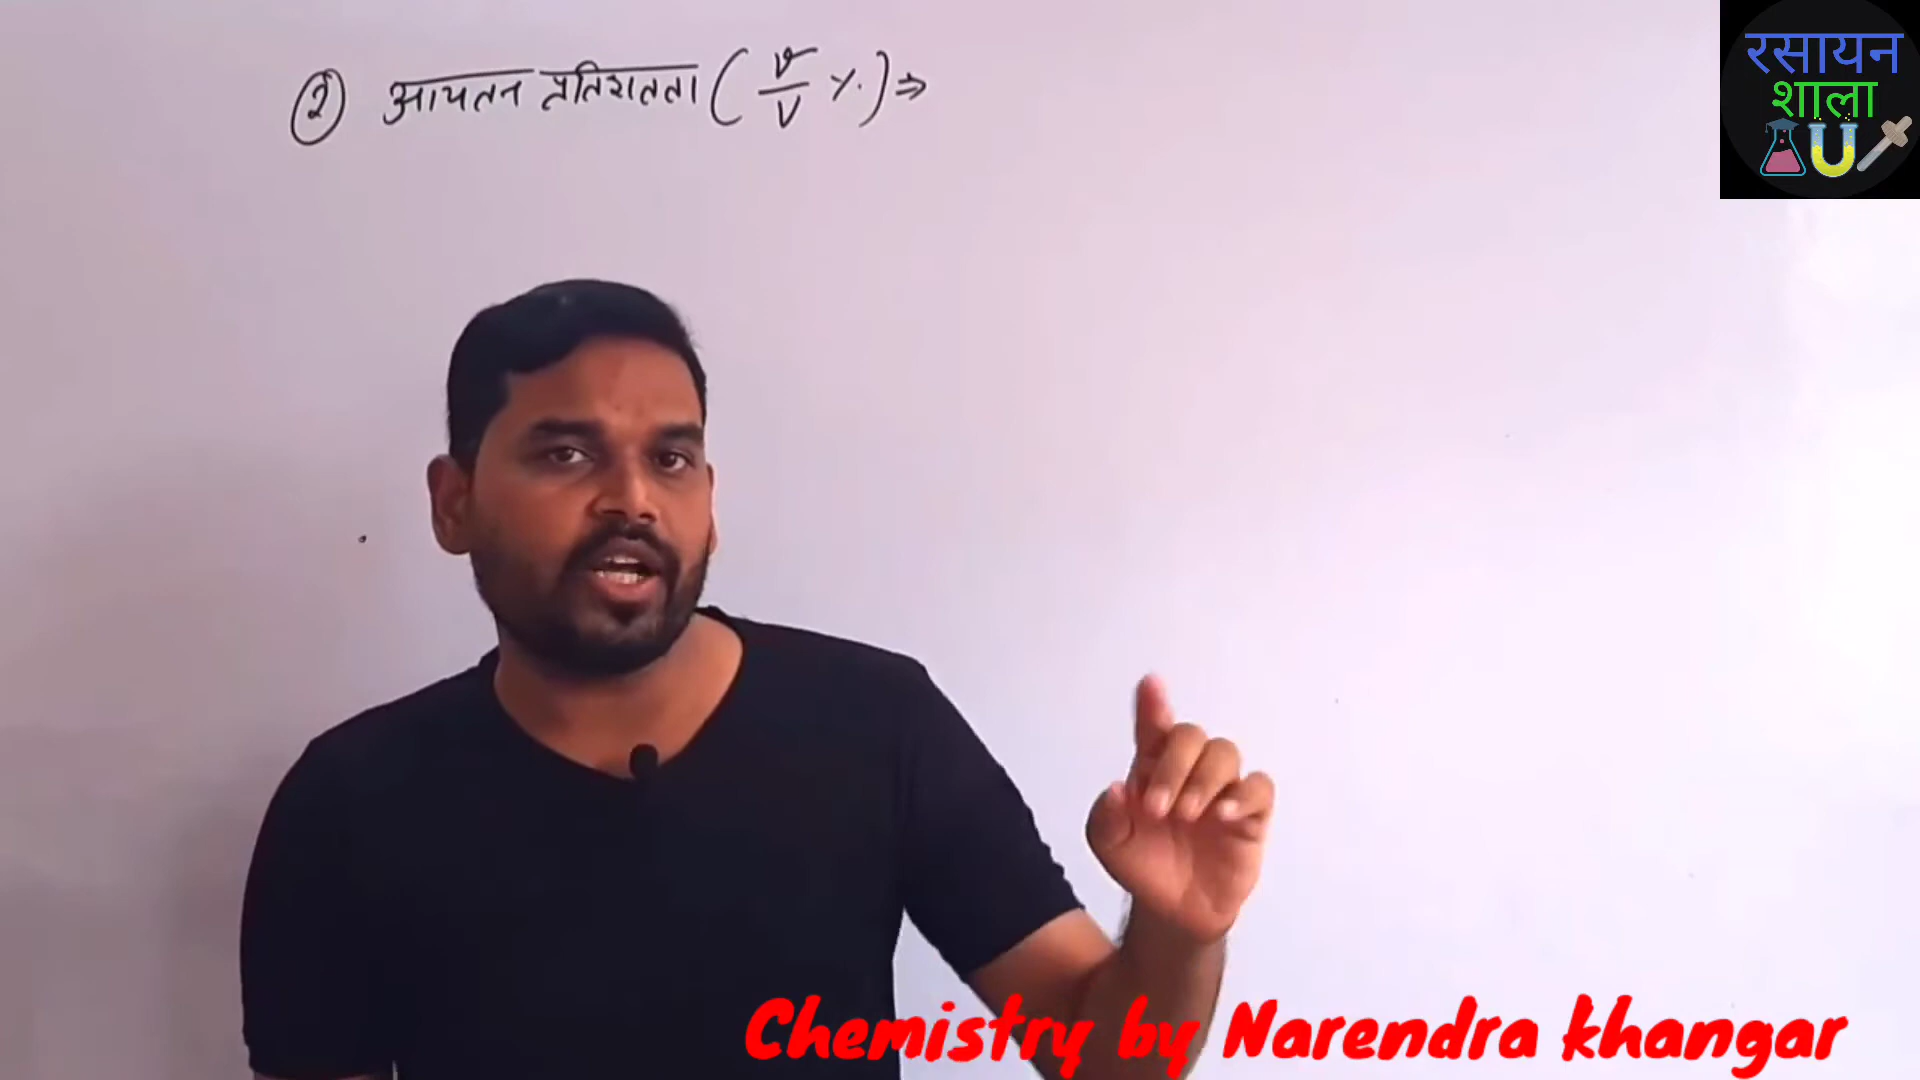 ② आयतन प्रतिशतता ( v/V % ) ⇒
रसायन
शाला
Chemistry by Narendra khangar